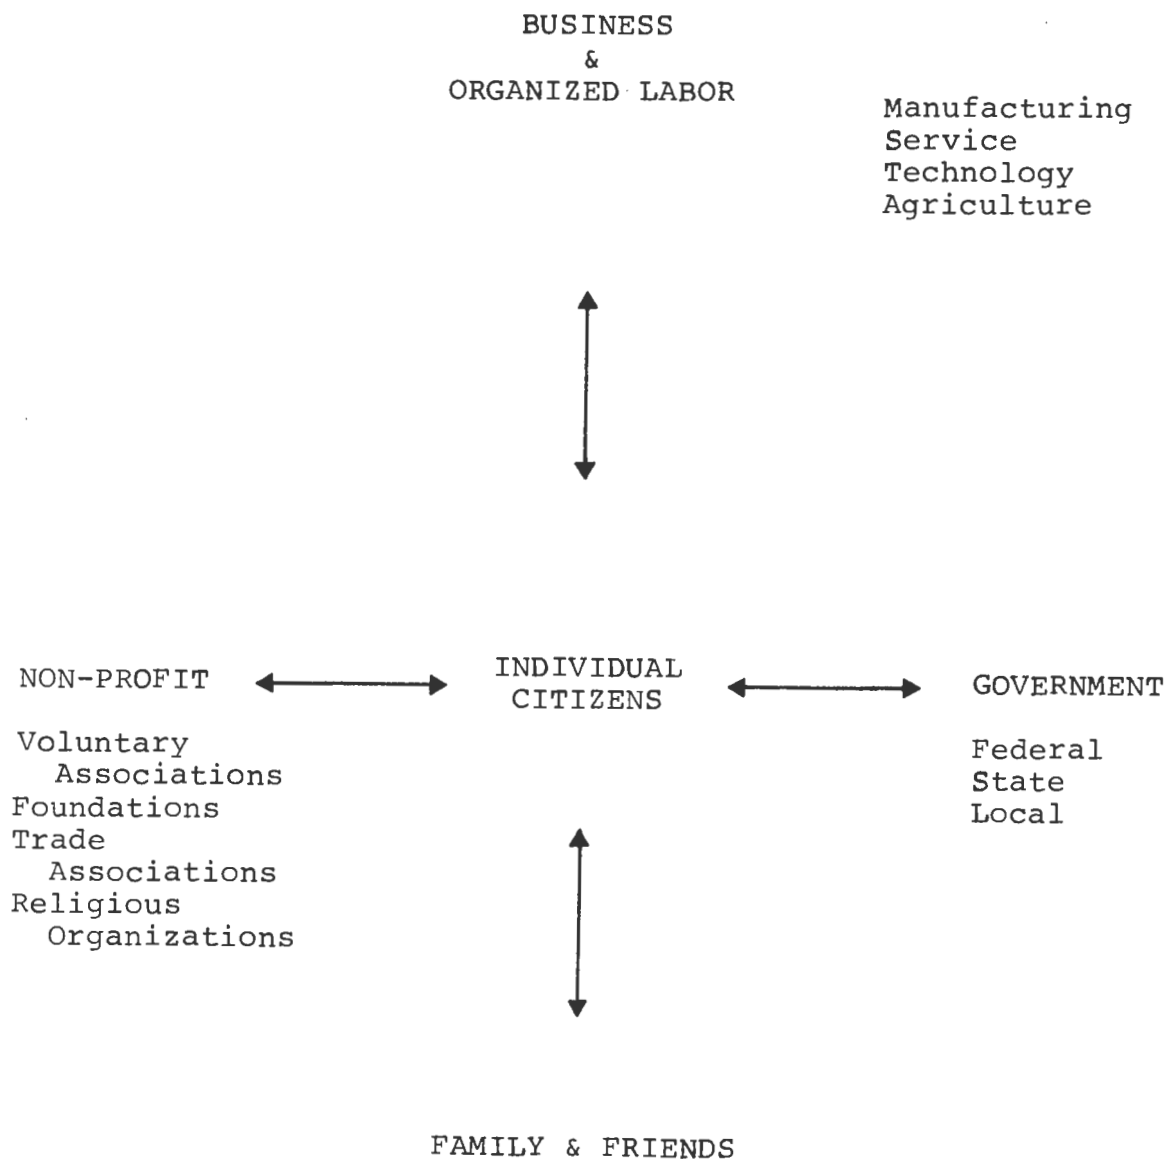 BUSINESS
&
ORGANIZED LABOR
Manufacturing
Service
Technology
Agriculture
NON-PROFIT
Voluntary
Associations
Foundations
Trade
Associations
Religious
Organizations
INDIVIDUAL
CITIZENS
GOVERNMENT
Federal
State
Local
FAMILY & FRIENDS